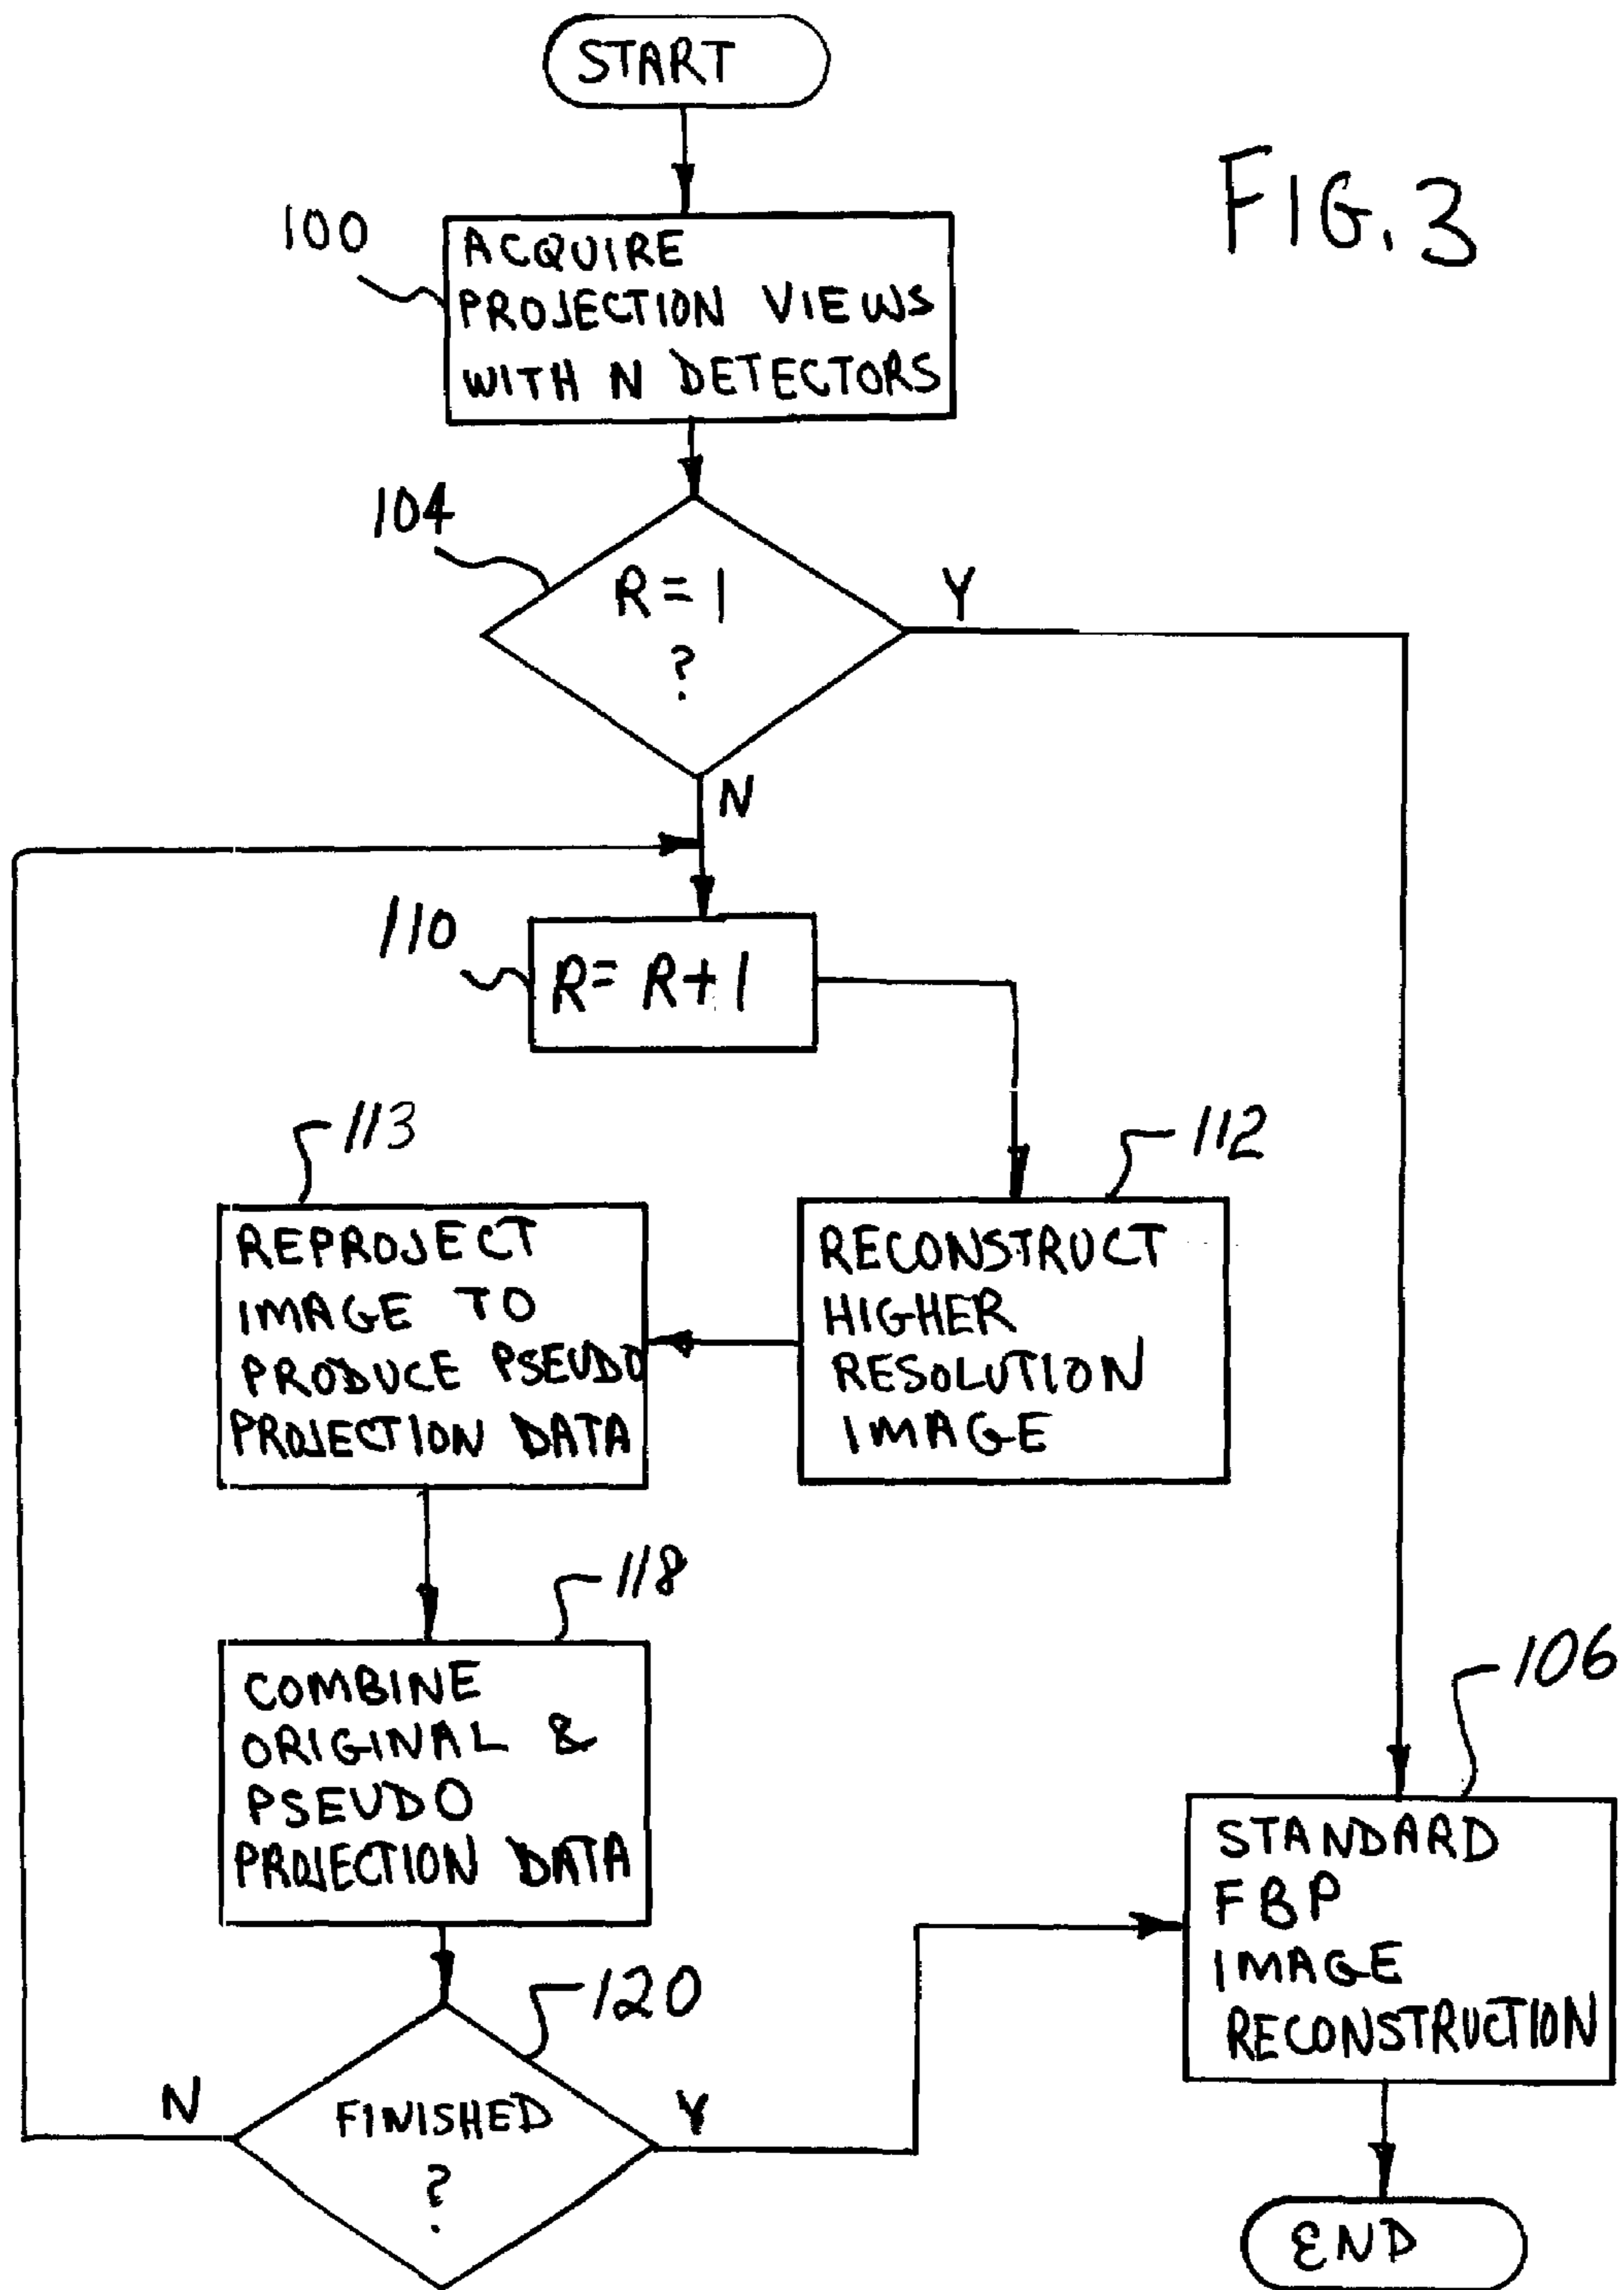 START
FIG. 3
100
ACQUIRE
PROJECTION VIEWS
WITH N DETECTORS
104
R = 1
?
Y
N
110
R = R + 1
113
REPROJECT
IMAGE TO
PRODUCE PSEUDO
PROJECTION DATA
112
RECONSTRUCT
HIGHER
RESOLUTION
IMAGE
118
COMBINE
ORIGINAL &
PSEUDO
PROJECTION DATA
106
STANDARD
FBP
IMAGE
RECONSTRUCTION
120
FINISHED
?
N
Y
END